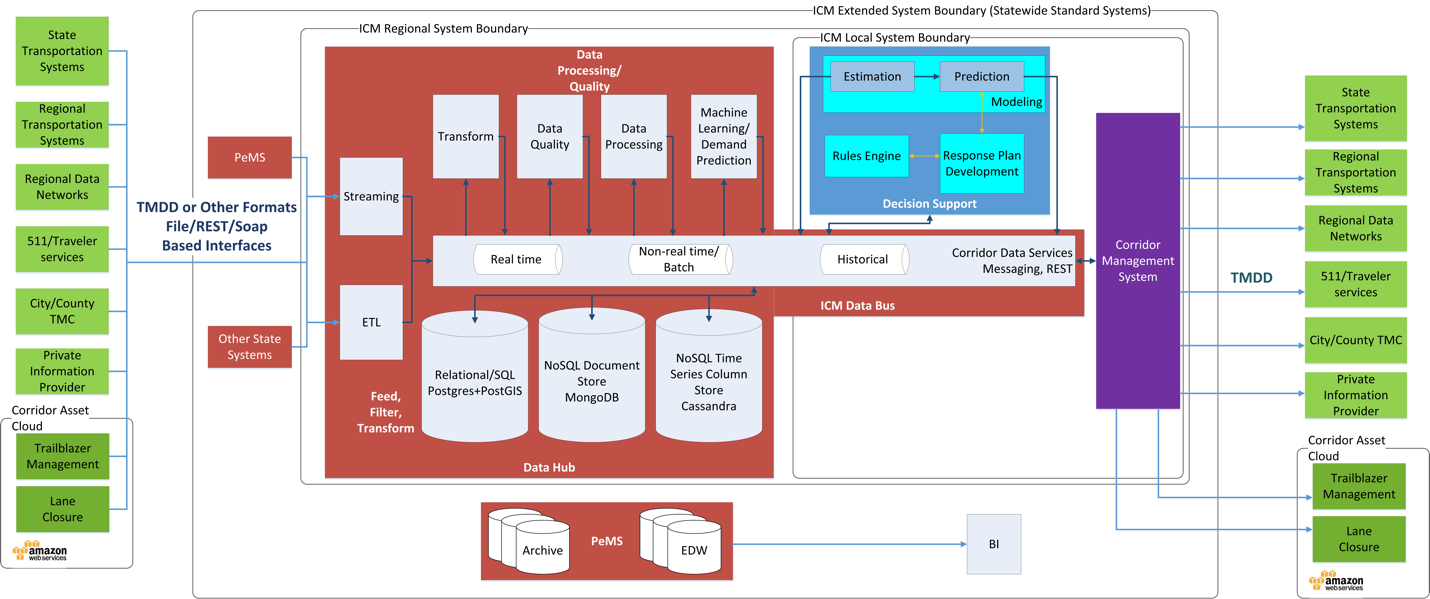 ICM Extended System Boundary (Statewide Standard Systems)
ICM Regional System Boundary
ICM Local System Boundary
State
Transportation
Systems
Regional
Transportation
Systems
Regional Data
Networks
511/Traveler
services
City/County
TMC
Private
Information
Provider
Corridor Asset
Cloud
Trailblazer
Management
Lane
Closure
amazon
web services
TMDD or Other Formats
File/REST/Soap
Based Interfaces
PeMS
Other State
Systems
Streaming
ETL
Data
Processing/
Quality
Transform
Data
Quality
Data
Processing
Machine
Learning/
Demand
Prediction
Real time
Non-real time/
Batch
Historical
Corridor Data Services
Messaging, REST
ICM Data Bus
Relational/SQL
Postgres+PostGIS
NoSQL Document
Store
MongoDB
NoSQL Time
Series Column
Store
Cassandra
Feed,
Filter,
Transform
Data Hub
Estimation
Prediction
Modeling
Rules Engine
Response Plan
Development
Decision Support
Corridor
Management
System
Archive
PeMS
EDW
BI
TMDD
State
Transportation
Systems
Regional
Transportation
Systems
Regional Data
Networks
511/Traveler
services
City/County TMC
Private
Information
Provider
Corridor Asset
Cloud
Trailblazer
Management
Lane
Closure
amazon
web services